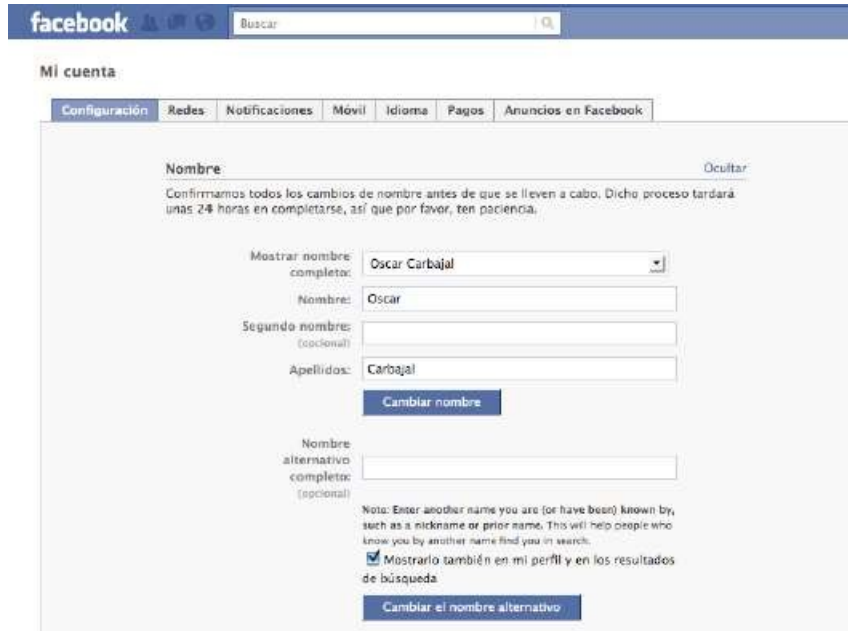 facebook Buscar
Mi cuenta
Configuración Redes Notificaciones Móvil Idioma Pagos Anuncios en Facebook
Nombre Ocultar
Confirmamos todos los cambios de nombre antes de que se lleven a cabo. Dicho proceso tardará
unas 24 horas en completarse, así que por favor, ten paciencia.
Mostrar nombre
completo: Oscar Carbajal
Nombre: Oscar
Segundo nombre:
(opcional)
Apellidos: Carbajal
Cambiar nombre
Nombre
alternativo
completo:
(opcional)
Note: Enter another name you are (or have been) known by,
such as a nickname or prior name. This will help people who
know you by another name find you in search.
Mostrarlo también en mi perfil y en los resultados
de búsqueda
Cambiar el nombre alternativo